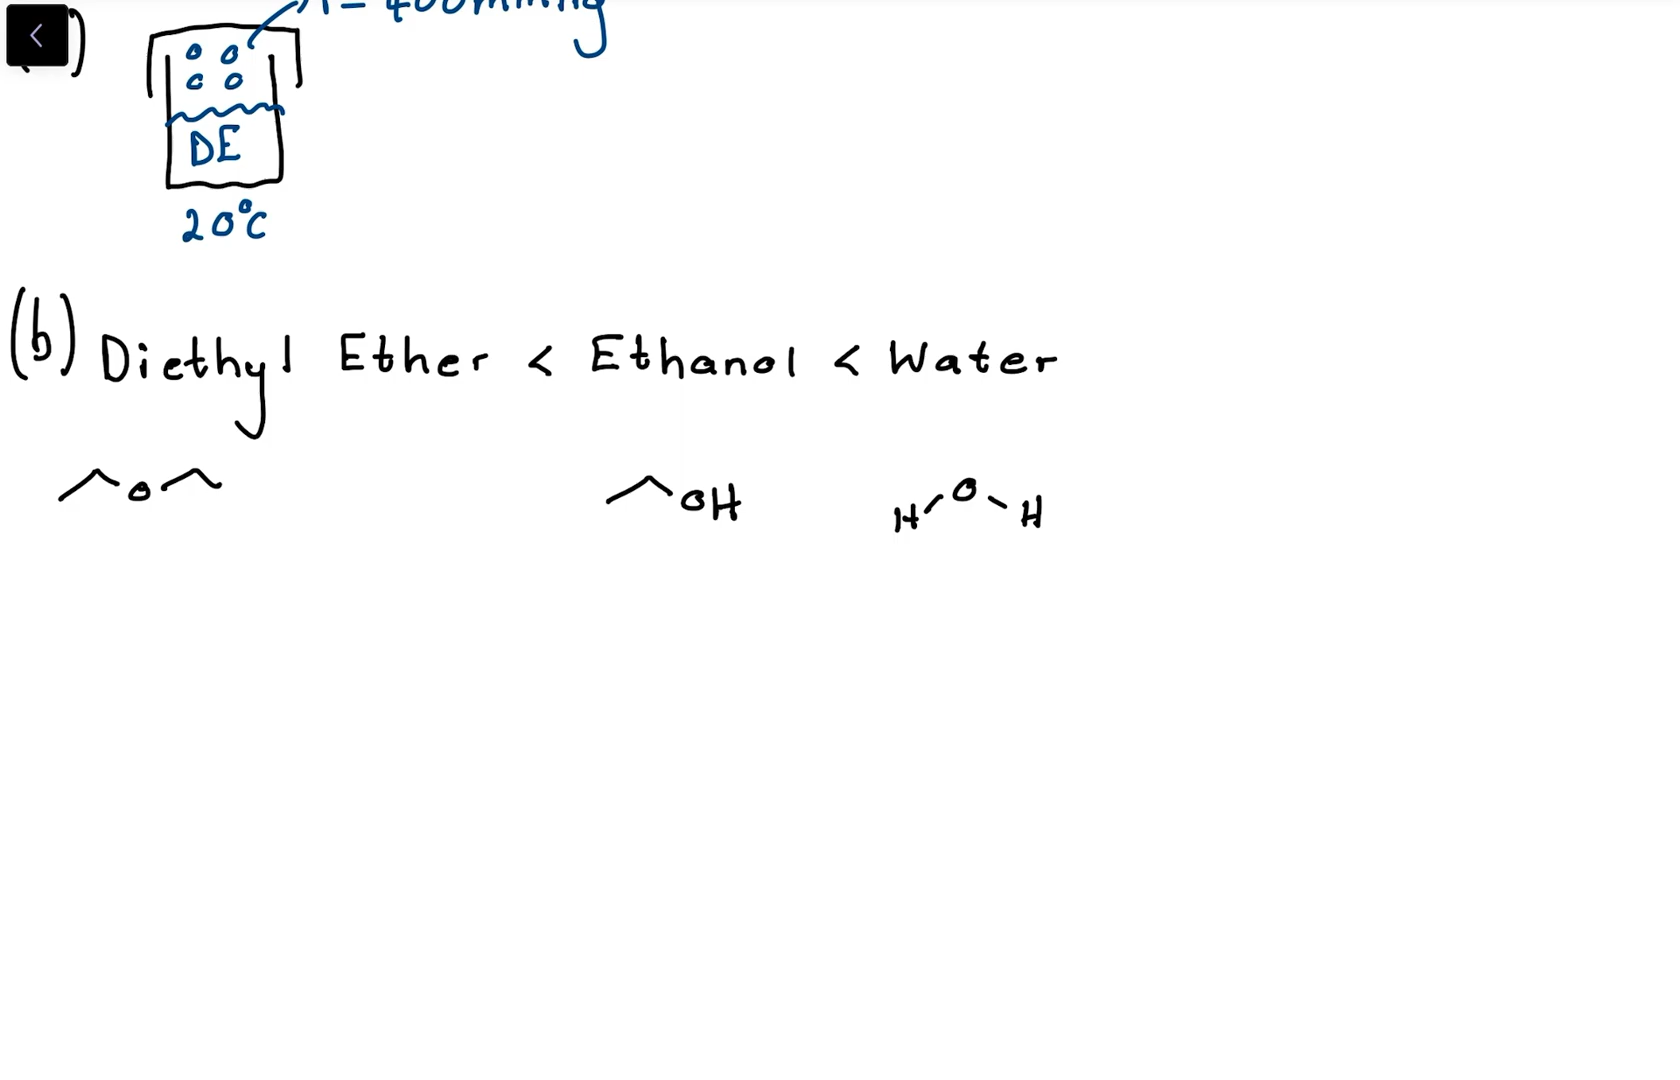 )
DE
20°C
(b) Diethyl Ether < Ethanol < Water
O
OH
H O H